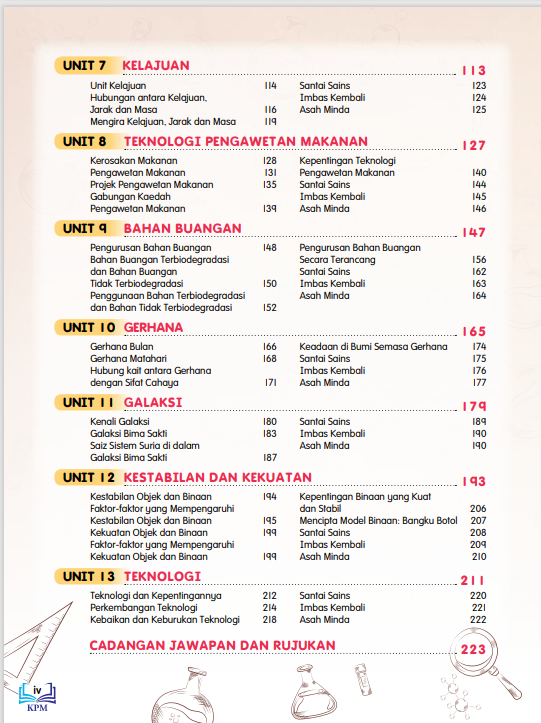 UNIT 7 KELAJUAN 113
Unit Kelajuan 114
Hubungan antara Kelajuan,
Jarak dan Masa 116
Mengira Kelajuan, Jarak dan Masa 119
Santai Sains 123
Imbas Kembali 124
Asah Minda 125
UNIT 8 TEKNOLOGI PENGAWETAN MAKANAN 127
Kerosakan Makanan 128
Pengawetan Makanan 131
Projek Pengawetan Makanan 135
Gabungan Kaedah
Pengawetan Makanan 139
Kepentingan Teknologi
Pengawetan Makanan 140
Santai Sains 144
Imbas Kembali 145
Asah Minda 146
UNIT 9 BAHAN BUANGAN 147
Pengurusan Bahan Buangan 148
Bahan Buangan Terbiodegradasi
dan Bahan Buangan
Tidak Terbiodegradasi 150
Penggunaan Bahan Terbiodegradasi
dan Bahan Tidak Terbiodegradasi 152
Pengurusan Bahan Buangan
Secara Terancang 156
Santai Sains 162
Imbas Kembali 163
Asah Minda 164
UNIT 10 GERHANA 165
Gerhana Bulan 166
Gerhana Matahari 168
Hubung kait antara Gerhana
dengan Sifat Cahaya 171
Keadaan di Bumi Semasa Gerhana 174
Santai Sains 175
Imbas Kembali 176
Asah Minda 177
UNIT 11 GALAKSI 179
Kenali Galaksi 180
Galaksi Bima Sakti 183
Saiz Sistem Suria di dalam
Galaksi Bima Sakti 187
Santai Sains 189
Imbas Kembali 190
Asah Minda 190
UNIT 12 KESTABILAN DAN KEKUATAN 193
Kestabilan Objek dan Binaan 194
Faktor-faktor yang Mempengaruhi
Kestabilan Objek dan Binaan 195
Kekuatan Objek dan Binaan 199
Faktor-faktor yang Mempengaruhi
Kekuatan Objek dan Binaan 199
Kepentingan Binaan yang Kuat
dan Stabil 206
Mencipta Model Binaan: Bangku Botol 207
Santai Sains 208
Imbas Kembali 209
Asah Minda 210
UNIT 13 TEKNOLOGI 211
Teknologi dan Kepentingannya 212
Perkembangan Teknologi 214
Kebaikan dan Keburukan Teknologi 218
Santai Sains 220
Imbas Kembali 221
Asah Minda 222
CADANGAN JAWAPAN DAN RUJUKAN 223
iv
KPM